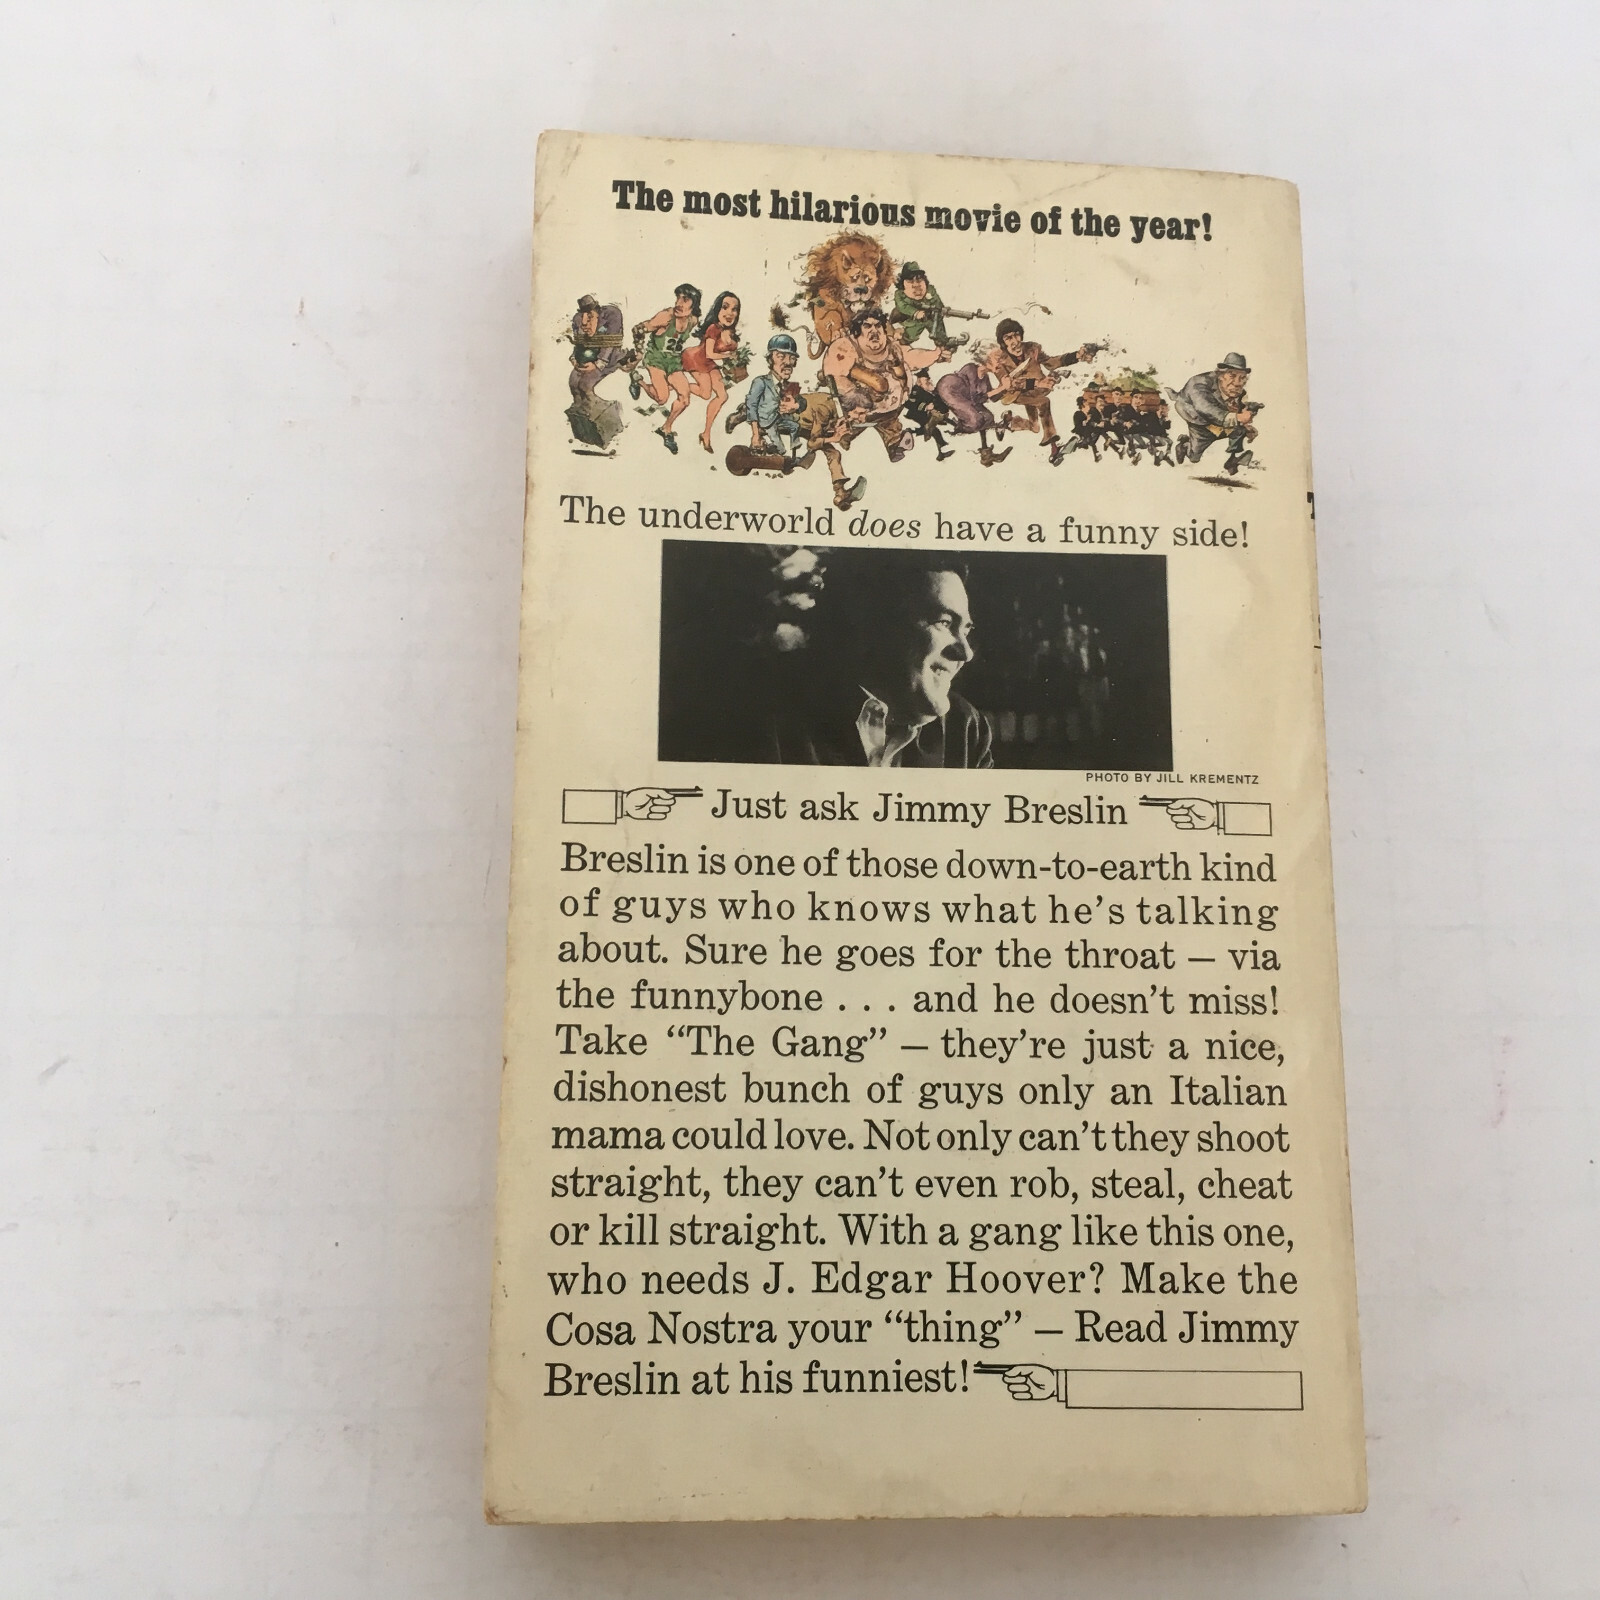 The most hilarious movie of the year!
22
The underworld does have a funny side!
PHOTO BY JILL KREMENTZ
Just ask Jimmy Breslin
Breslin is one of those down-to-earth kind
of guys who knows what he's talking
about. Sure he goes for the throat — via
the funnybone . . . and he doesn't miss!
Take “The Gang” — they're just a nice,
dishonest bunch of guys only an Italian
mama could love. Not only can't they shoot
straight, they can't even rob, steal, cheat
or kill straight. With a gang like this one,
who needs J. Edgar Hoover? Make the
Cosa Nostra your “thing” — Read Jimmy
Breslin at his funniest!